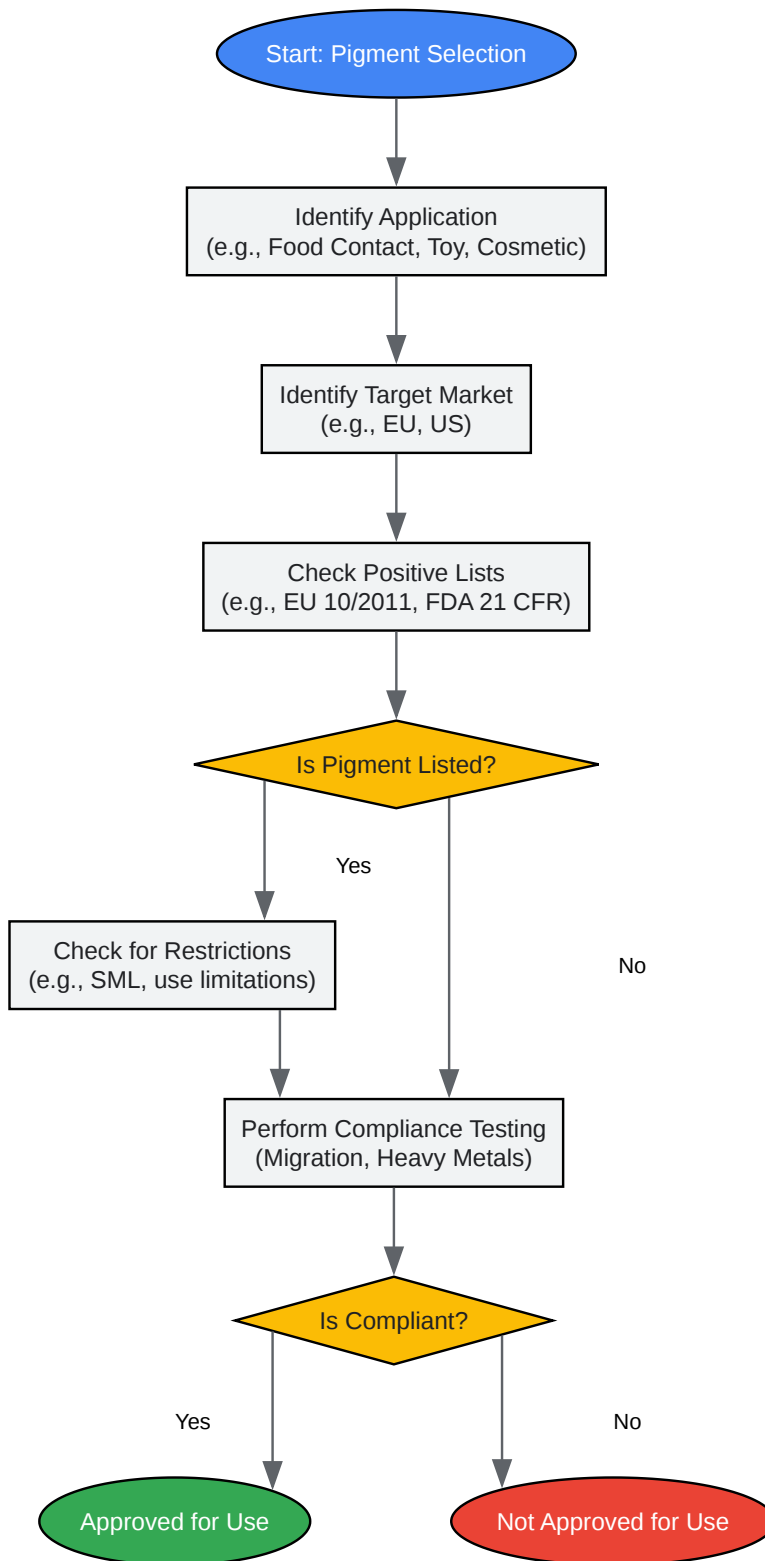 Start: Pigment Selection
Identify Application
(e.g., Food Contact, Toy, Cosmetic)
Identify Target Market
(e.g., EU, US)
Check Positive Lists
(e.g., EU 10/2011, FDA 21 CFR)
Is Pigment Listed?
Yes
Check for Restrictions
(e.g., SML, use limitations)
No
Perform Compliance Testing
(Migration, Heavy Metals)
Is Compliant?
Yes
No
Approved for Use
Not Approved for Use